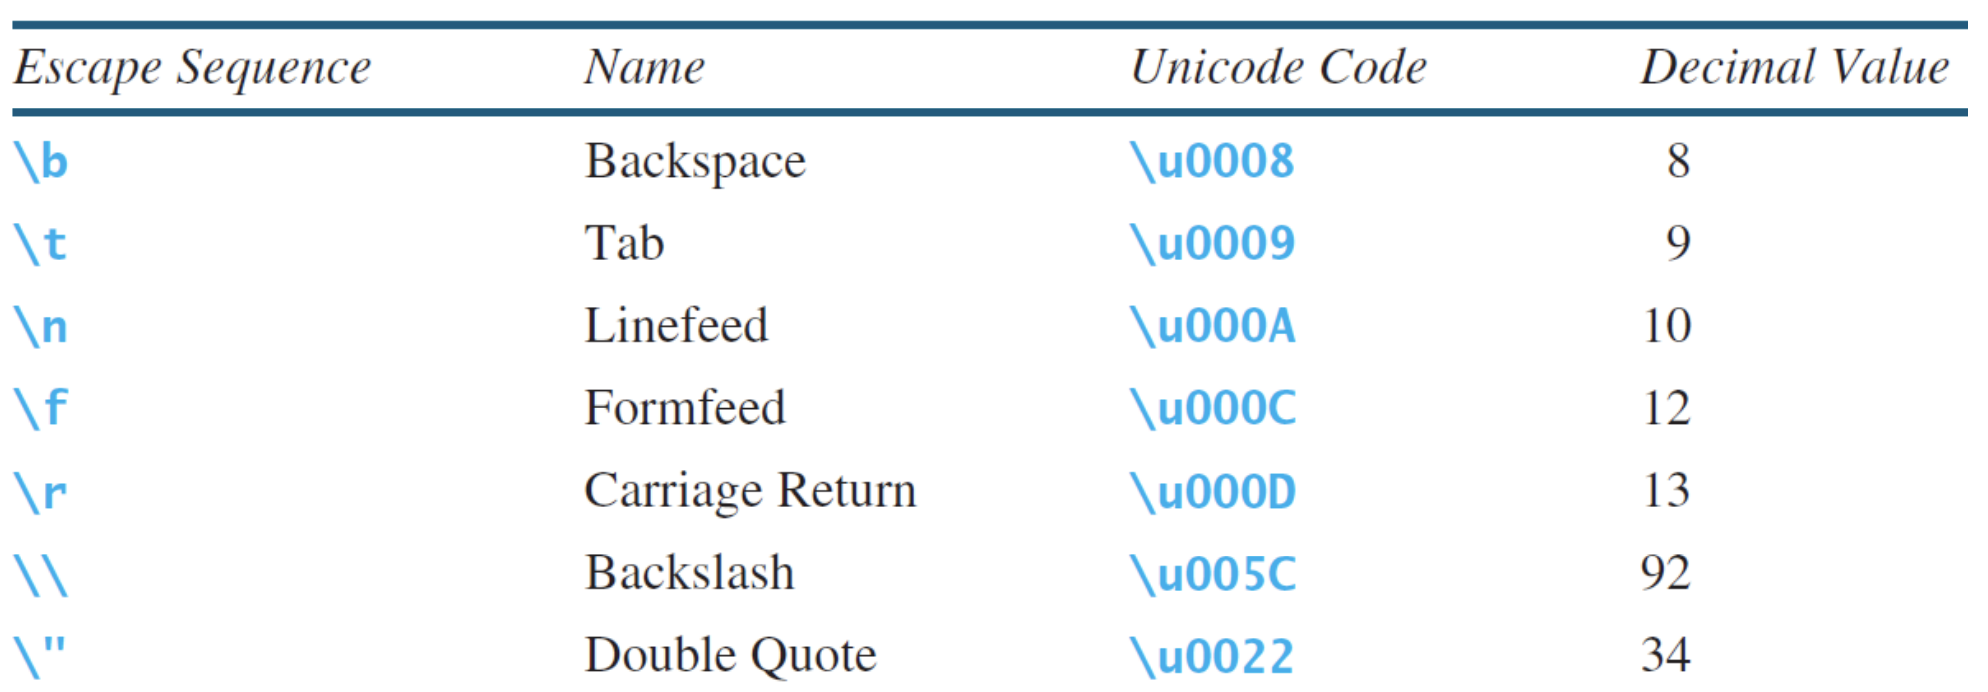 Escape Sequence Name Unicode Code Decimal Value
\b Backspace \u0008 8
\t Tab \u0009 9
\n Linefeed \u000A 10
\f Formfeed \u000C 12
\r Carriage Return \u000D 13
\\ Backslash \u005C 92
\" Double Quote \u0022 34